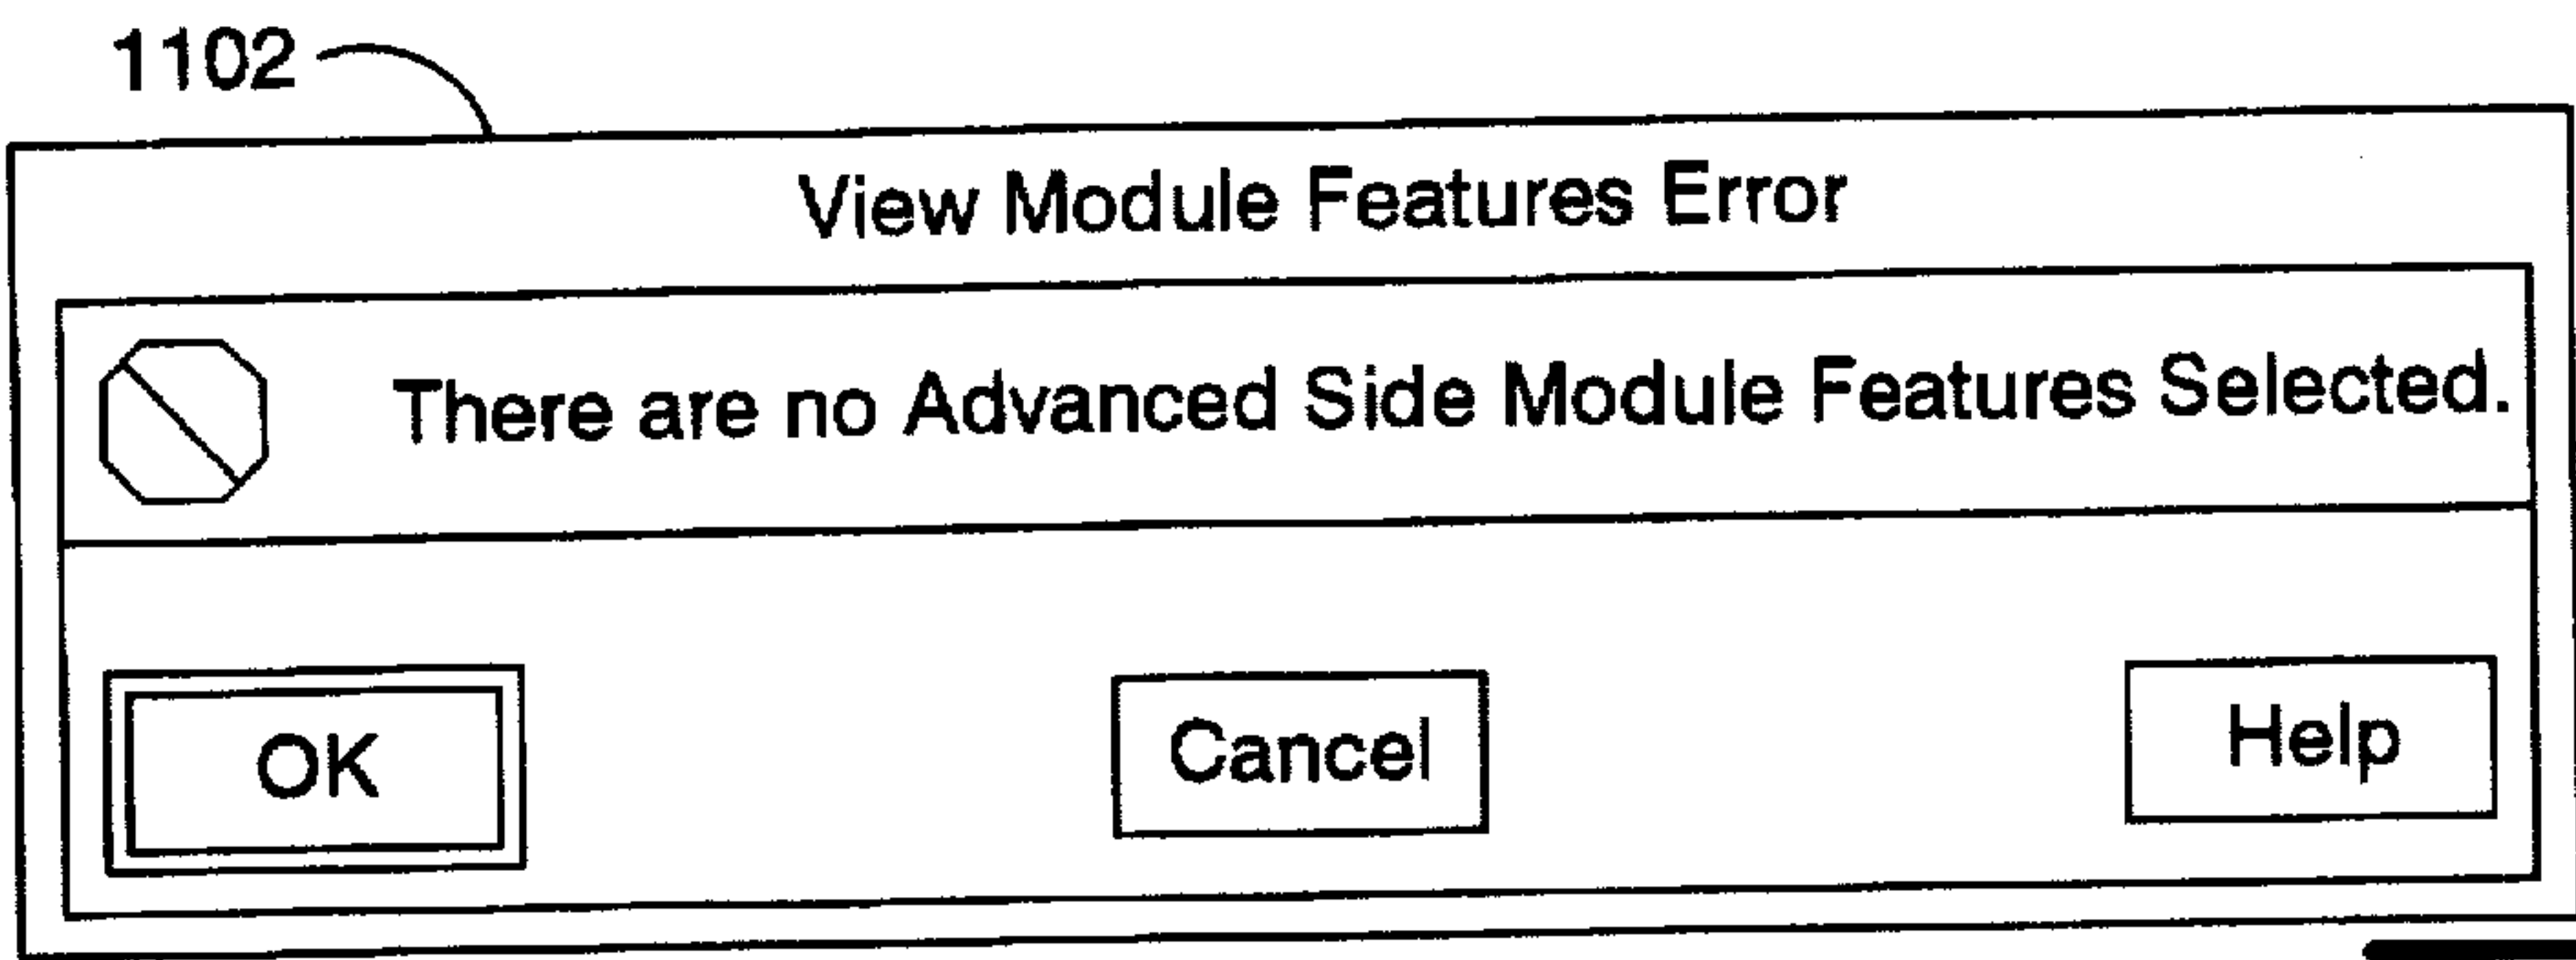 1102
View Module Features Error
There are no Advanced Side Module Features Selected.
OK Cancel Help